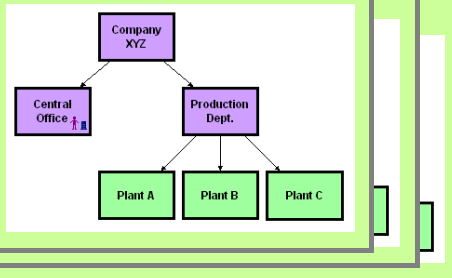 Company
XYZ
Central
Office
Production
Dept.
Plant A
Plant B
Plant C